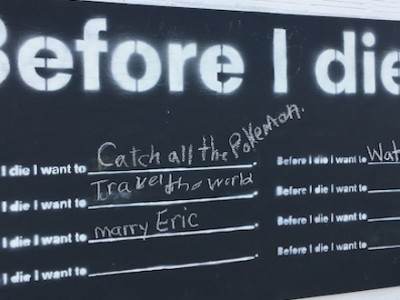 Before I die
I die I want to Catch all the Pokemon.
I die I want to Travel the world
I die I want to marry Eric
I die I want to
Before I die I want to Wat
Before I die I want to
Before I die I want to
Before I die I want to